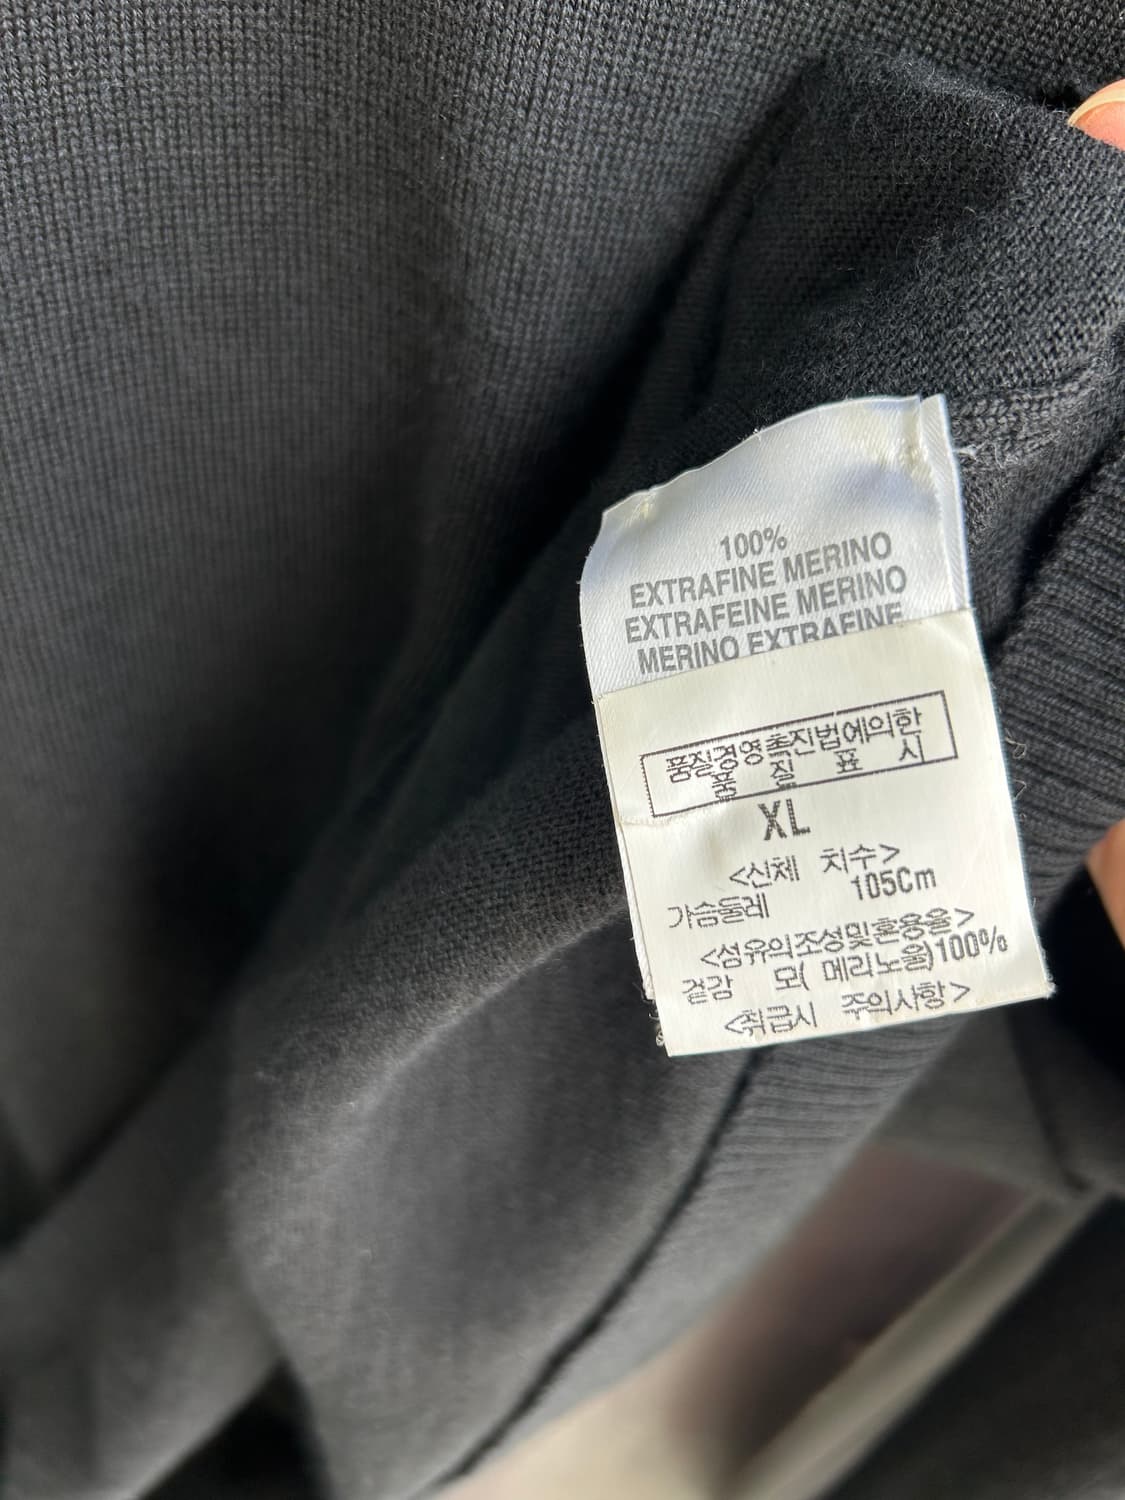 100%
EXTRAFINE MERINO
EXTRAFEINE MERINO
MERINO EXTRAFINE
품질경영촉진법에의한
품 질 표 시
XL
<신체 치수>
가슴둘레 105Cm
<섬유의조성및혼용율>
겉감 모( 메리노울)100%
<취급시 주의사항>